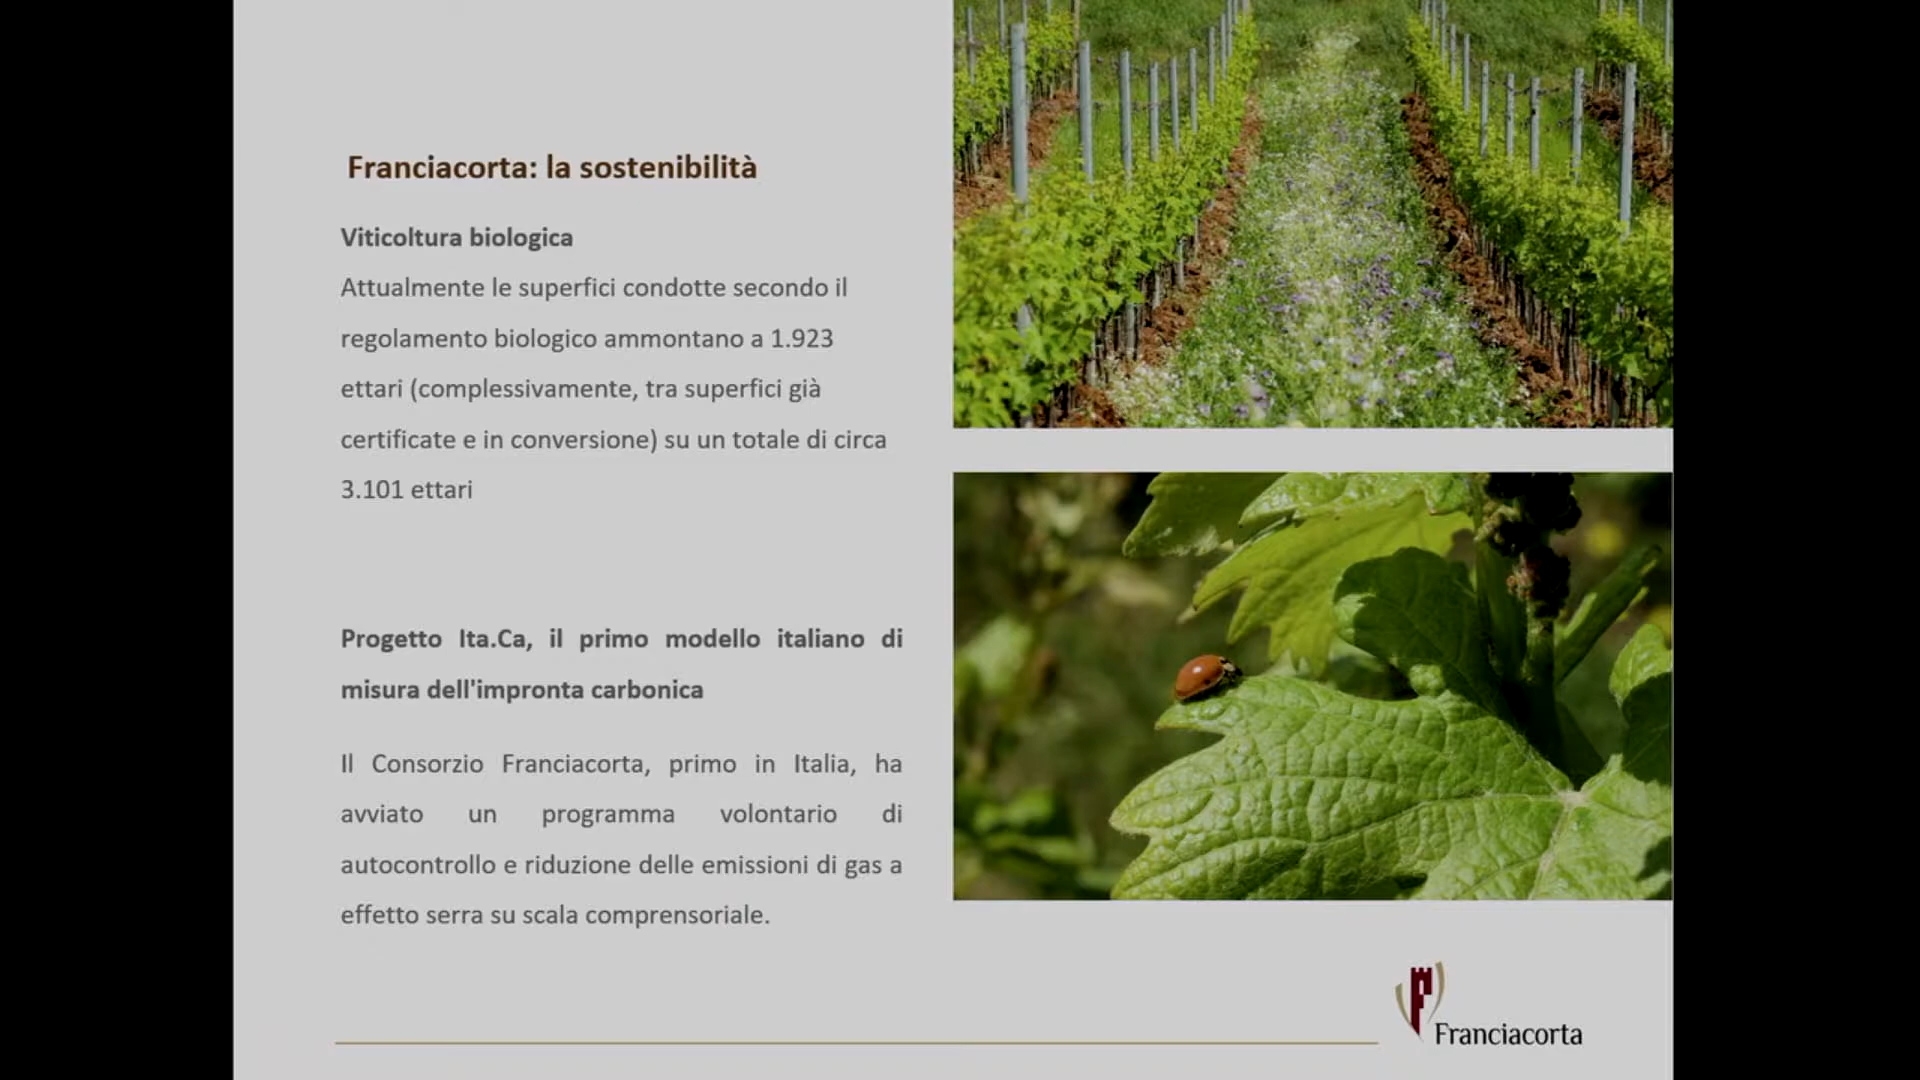 Franciacorta: la sostenibilità
Viticoltura biologica
Attualmente le superfici condotte secondo il
regolamento biologico ammontano a 1.923
ettari (complessivamente, tra superfici già
certificate e in conversione) su un totale di circa
3.101 ettari
Progetto Ita.Ca, il primo modello italiano di
misura dell'impronta carbonica
Il Consorzio Franciacorta, primo in Italia, ha
avviato un programma volontario di
autocontrollo e riduzione delle emissioni di gas a
effetto serra su scala comprensoriale.
Franciacorta